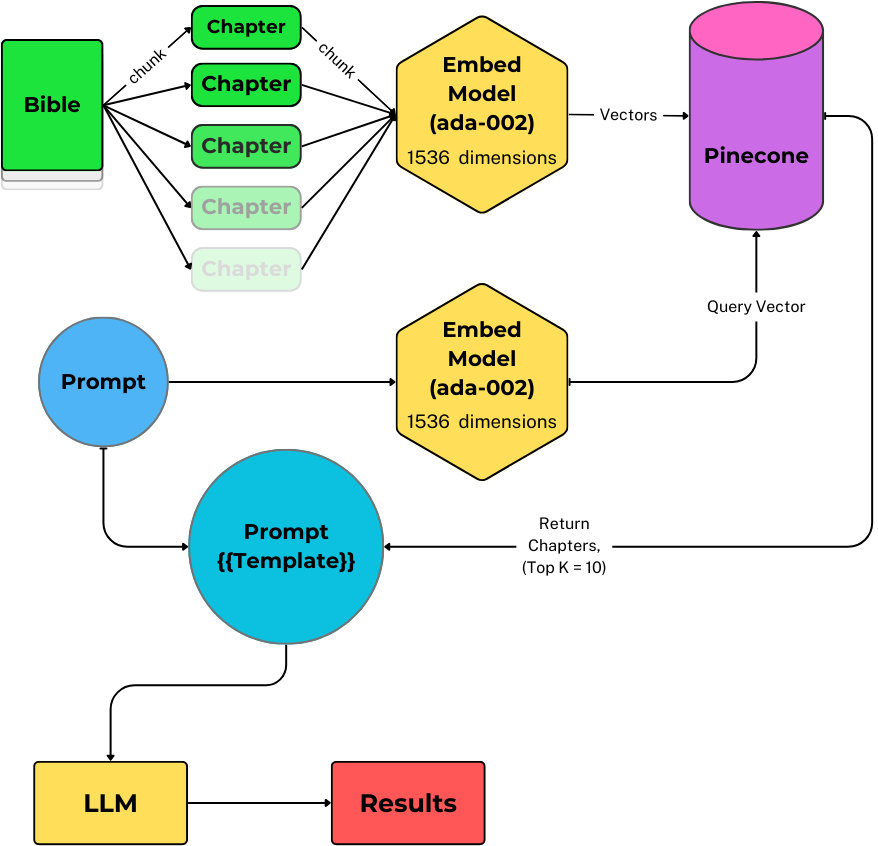 Bible
chunk
Chapter
Chapter
Chapter
Chapter
Chapter
chunk
Embed
Model
(ada-002)
1536 dimensions
Vectors
Pinecone
Prompt
Embed
Model
(ada-002)
1536 dimensions
Query Vector
Prompt
{{Template}}
Return
Chapters,
(Top K = 10)
LLM
Results